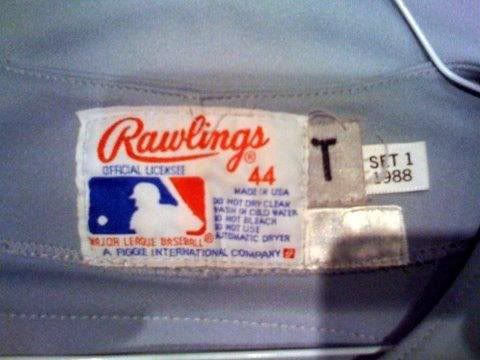 Rawlings®
OFFICIAL LICENSEE
44
MADE IN USA
DO NOT DRY CLEAN
WASH IN COLD WATER
DO NOT BLEACH
DO NOT USE
AUTOMATIC DRYER
MAJOR LEAGUE BASEBALL®
A FIGGIE INTERNATIONAL COMPANY
T
SET 1
1988